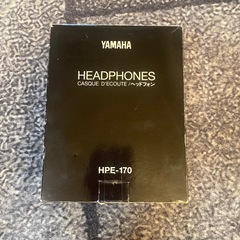 YAMAHA
HEADPHONES
CASQUE D'ECOUTE/ヘッドフォン
HPE-170